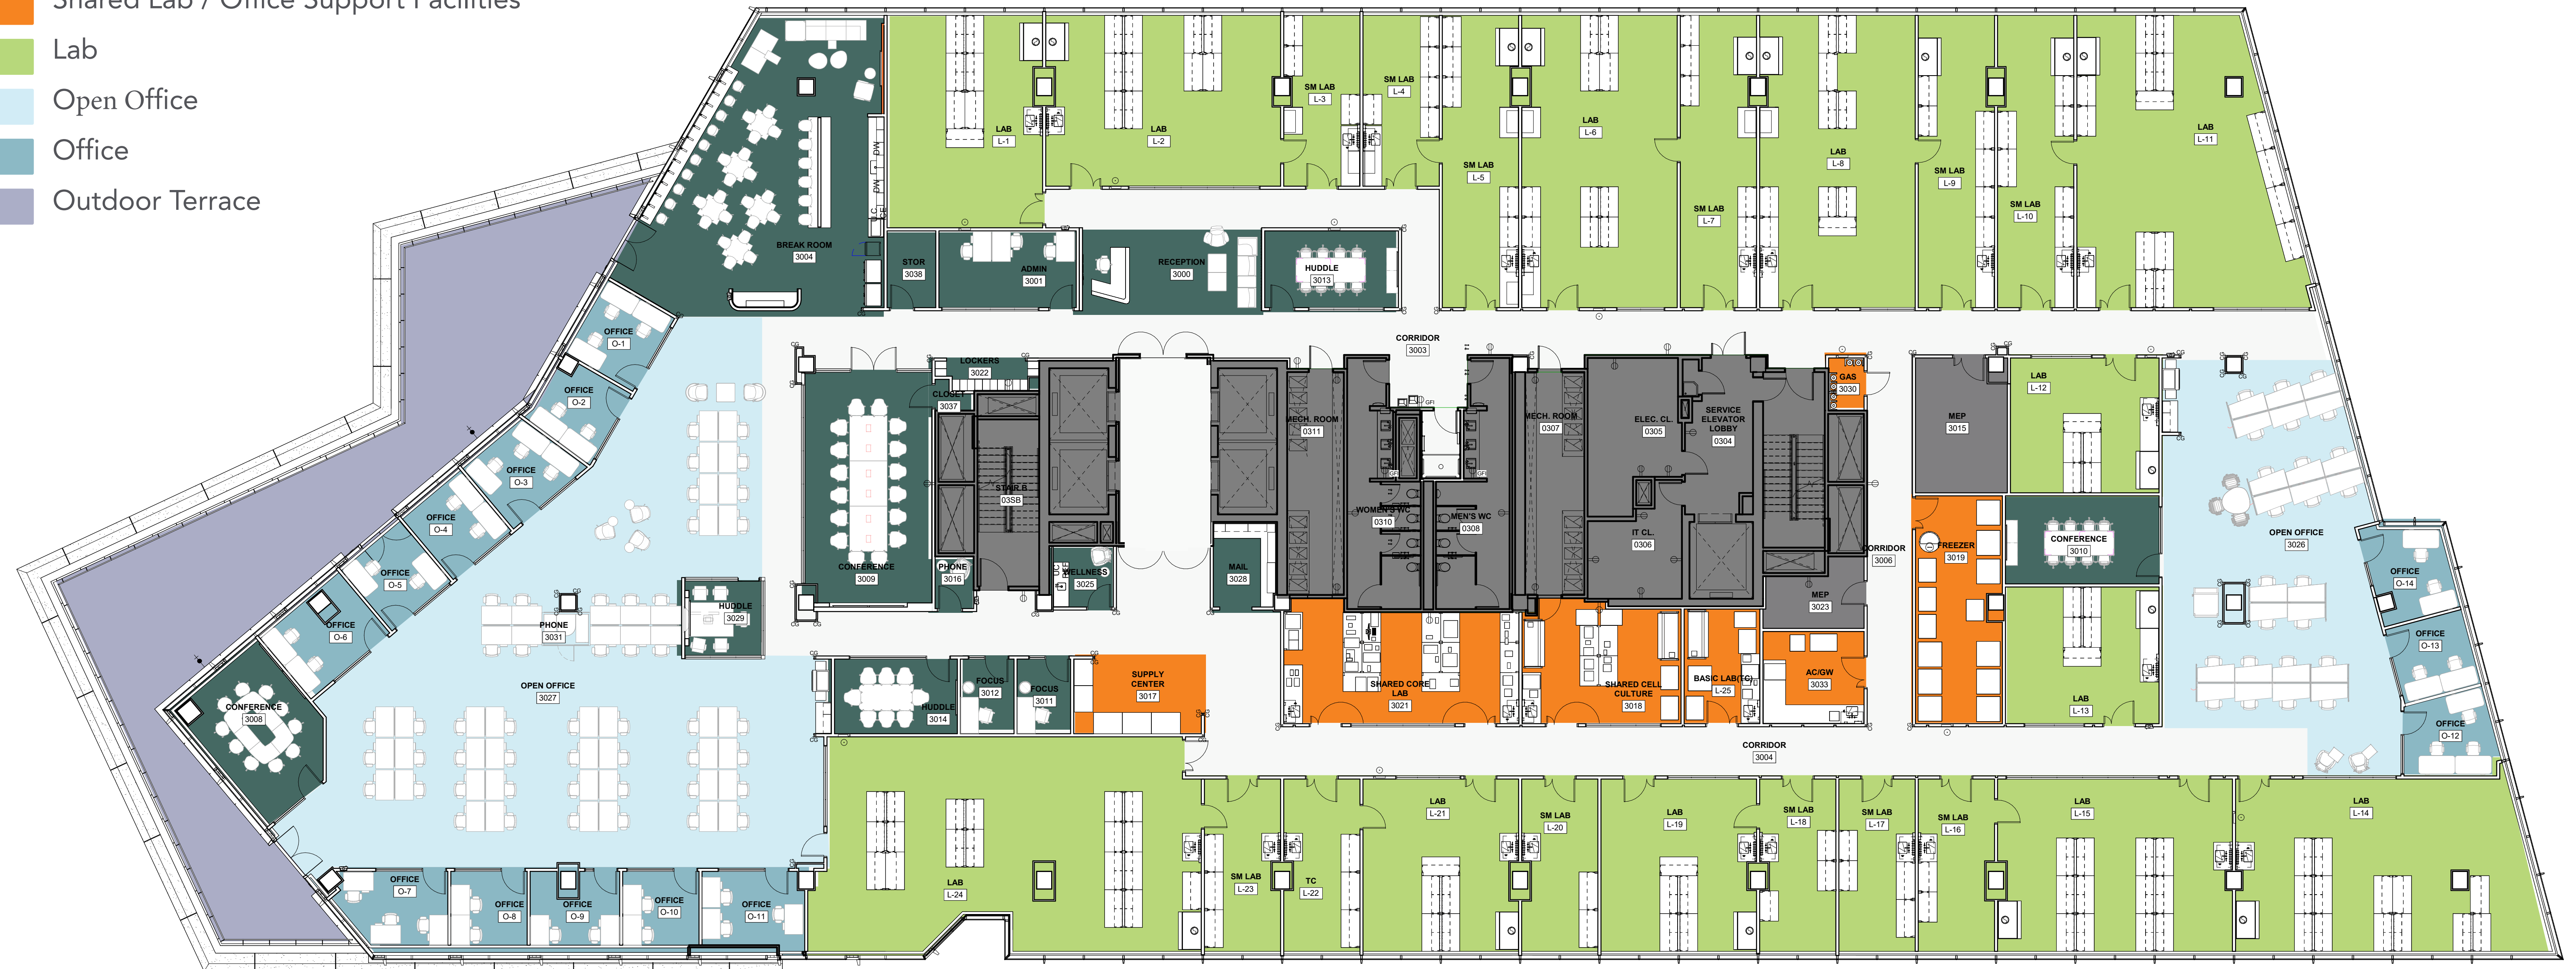 Shared Lab / Office Support Facilities
Lab
Open Office
Office
Outdoor Terrace
BREAK ROOM
3004
STOR
3038
ADMIN
3001
RECEPTION
3000
HUDDLE
3013
LAB
L-1
LAB
L-2
SM LAB
L-3
SM LAB
L-4
SM LAB
L-5
LAB
L-6
SM LAB
L-7
LAB
L-8
SM LAB
L-9
SM LAB
L-10
LAB
L-11
CORRIDOR
3003
OFFICE
O-1
OFFICE
O-2
OFFICE
O-3
OFFICE
O-4
OFFICE
O-5
OFFICE
O-6
LOCKERS
3022
CLOSET
3037
CONFERENCE
3009
PHONE
3016
STAIR B
03SB
WELLNESS
3025
MAIL
3028
MECH. ROOM
0311
WOMEN'S WC
0310
MEN'S WC
0308
MECH. ROOM
0307
ELEC. CL.
0305
SERVICE
ELEVATOR
LOBBY
0304
IT CL.
0306
GAS
3030
MEP
3015
LAB
L-12
CORRIDOR
3006
FREEZER
3019
CONFERENCE
3010
OPEN OFFICE
3026
OFFICE
O-14
OFFICE
O-13
OFFICE
O-12
MEP
3023
AC/GW
3033
LAB
L-13
PHONE
3031
HUDDLE
3029
OPEN OFFICE
3027
CONFERENCE
3008
HUDDLE
3014
FOCUS
3012
FOCUS
3011
SUPPLY
CENTER
3017
SHARED CORE
LAB
3021
SHARED CELL
CULTURE
3018
BASIC LAB(TC)
L-25
CORRIDOR
3004
OFFICE
O-7
OFFICE
O-8
OFFICE
O-9
OFFICE
O-10
OFFICE
O-11
LAB
L-24
SM LAB
L-23
TC
L-22
LAB
L-21
SM LAB
L-20
LAB
L-19
SM LAB
L-18
SM LAB
L-17
SM LAB
L-16
LAB
L-15
LAB
L-14